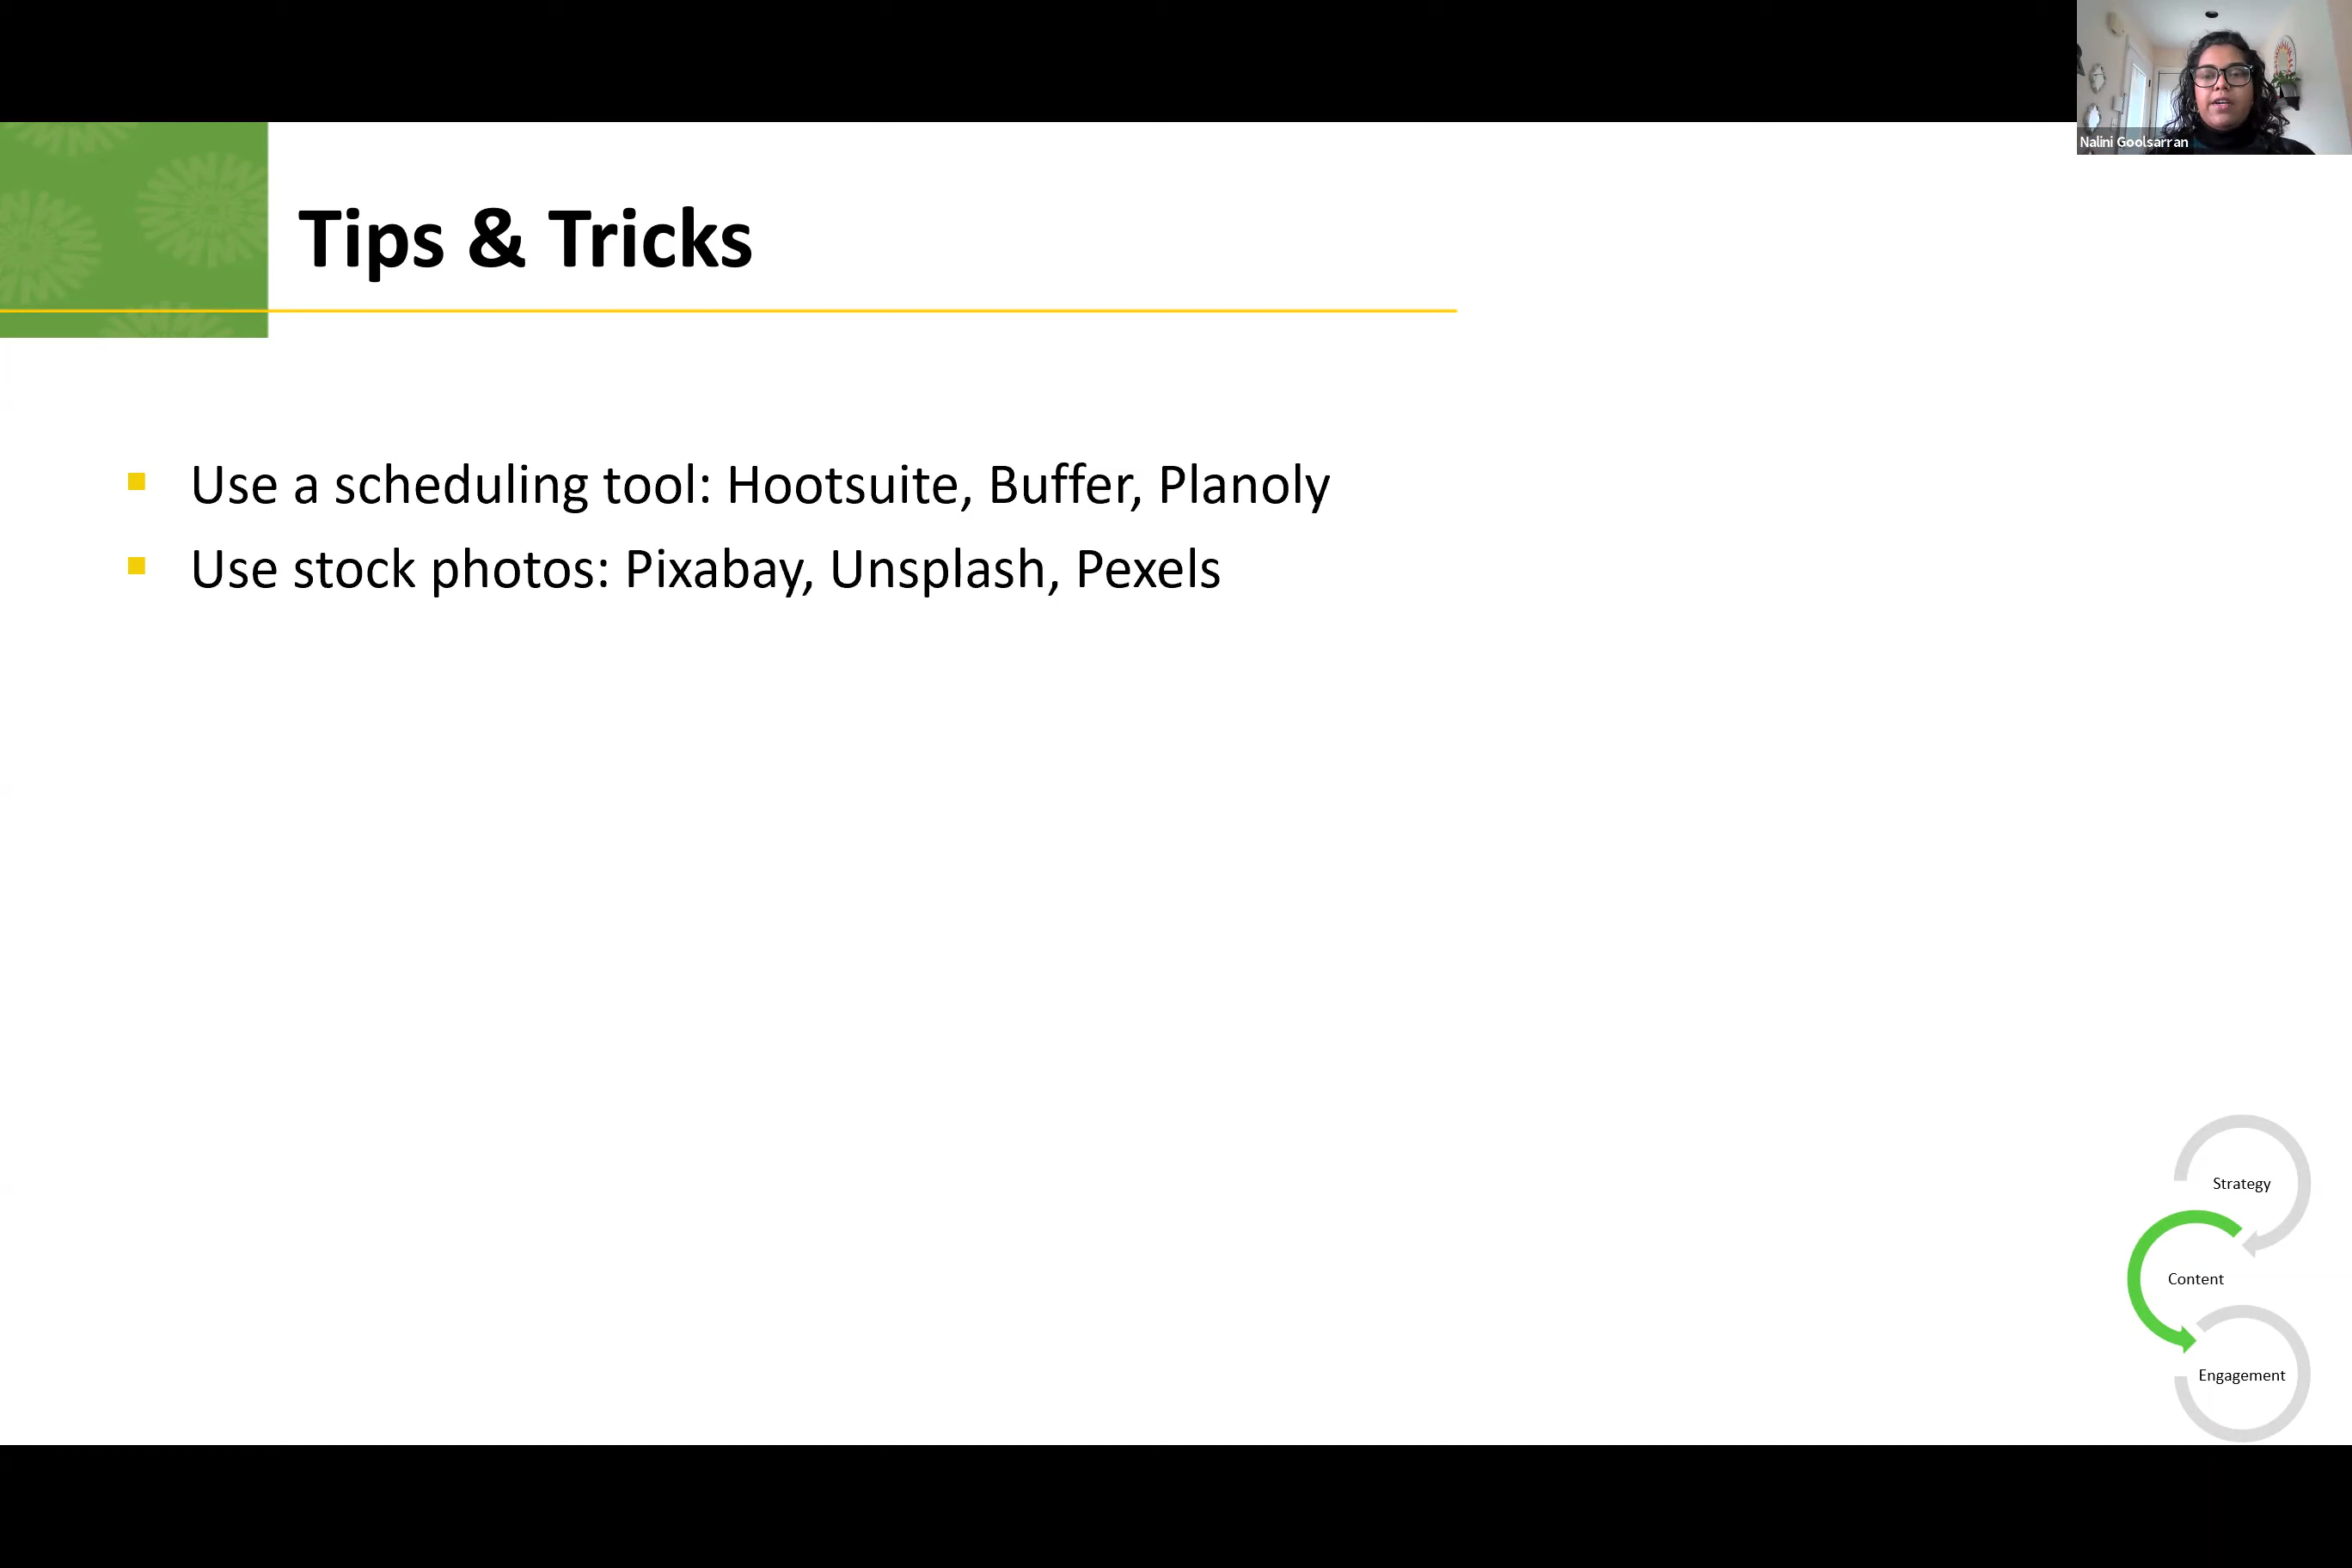 Nalini Goolsarran
Tips & Tricks
Use a scheduling tool: Hootsuite, Buffer, Planoly
Use stock photos: Pixabay, Unsplash, Pexels
Strategy
Content
Engagement